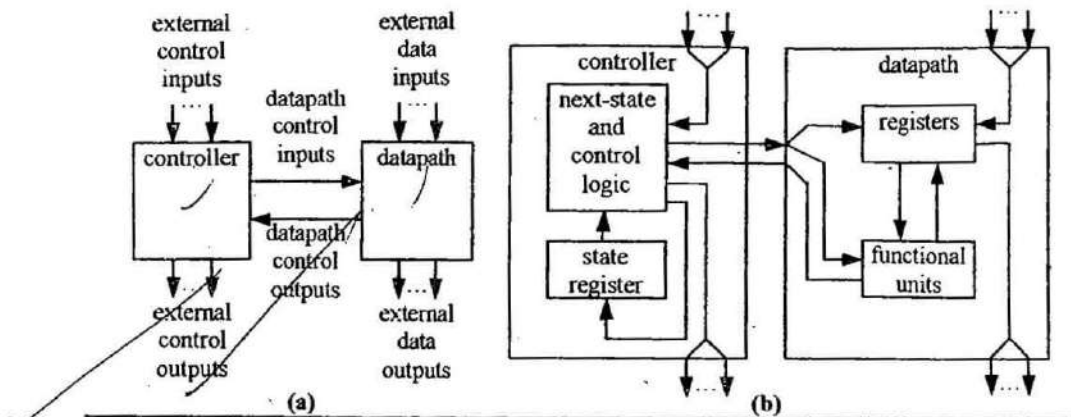 external
control
inputs
external
data
inputs
datapath
control
inputs
controller
datapath
datapath
control
outputs
external
control
outputs
external
data
outputs
(a)
controller
next-state
and
control
logic
state
register
datapath
registers
functional
units
(b)